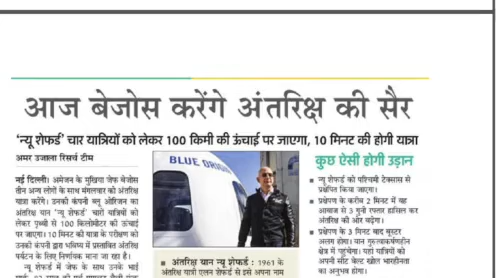 आज बेजोस करेंगे अंतरिक्ष की सैर
'न्यू शेफर्ड' चार यात्रियों को लेकर 100 किमी की ऊंचाई पर जाएगा, 10 मिनट की होगी यात्रा
अमर उजाला रिसर्च टीम
नई दिल्ली। अमेजन के मुखिया जेफ बेजोस
तीन अन्य लोगों के साथ मंगलवार को अंतरिक्ष
यात्रा करेंगे। उनकी कंपनी ब्लू ओरिजन का
अंतरिक्ष यान 'न्यू शेफर्ड' चारों यात्रियों को
लेकर पृथ्वी से 100 किलोमीटर की ऊंचाई
पर जाएगा। 10 मिनट की यात्रा के परीक्षण को
उनकी कंपनी द्वारा भविष्य में प्रस्तावित अंतरिक्ष
पर्यटन के लिए निर्णायक माना जा रहा है।
न्यू शेफर्ड में जेफ के साथ उनके भाई
BLUE ORIGIN
■ अंतरिक्ष यान न्यू शेफर्ड : 1961 के
अंतरिक्ष यात्री एलन शेफर्ड से इसे अपना नाम
कुछ ऐसी होगी उड़ान
■ न्यू शेफर्ड को पश्चिमी टेक्सास से
प्रक्षेपित किया जाएगा।
■ प्रक्षेपण के करीब 2 मिनट में यह
आवाज से 3 गुनी रफ्तार हासिल कर
अंतरिक्ष की ओर बढ़ेगा।
■ प्रक्षेपण के 3 मिनट बाद बूस्टर
अलग होगा। यान गुरुत्वाकर्षणहीन
क्षेत्र में पहुंचेगा। यहां यात्रियों को
अपनी सीट बेल्ट खोल भारहीनता
का अनुभव होगा।